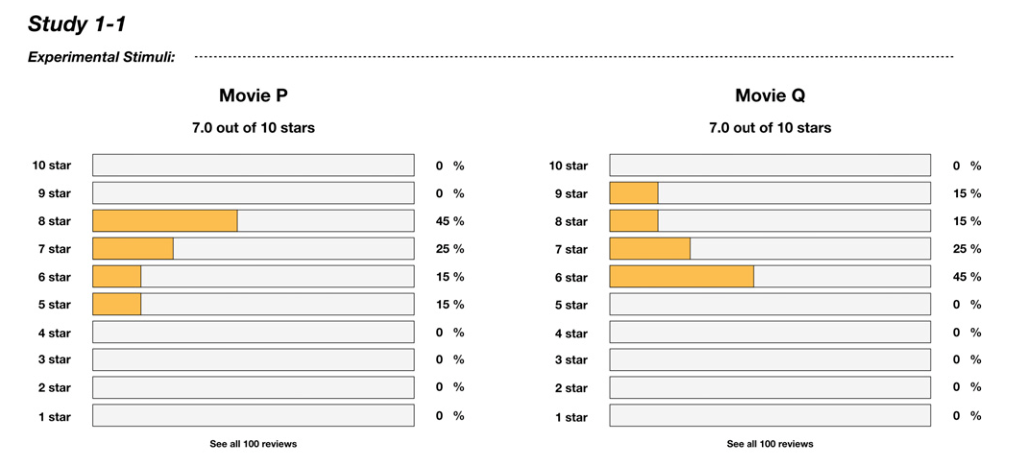 Study 1-1
Experimental Stimuli:
Movie P
7.0 out of 10 stars
10 star 0 %
9 star 0 %
8 star 45 %
7 star 25 %
6 star 15 %
5 star 15 %
4 star 0 %
3 star 0 %
2 star 0 %
1 star 0 %
See all 100 reviews
Movie Q
7.0 out of 10 stars
10 star 0 %
9 star 15 %
8 star 15 %
7 star 25 %
6 star 45 %
5 star 0 %
4 star 0 %
3 star 0 %
2 star 0 %
1 star 0 %
See all 100 reviews